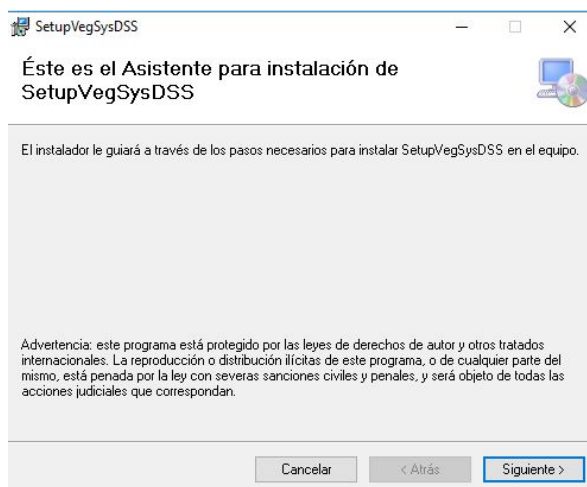 SetupVegSysDSS
Éste es el Asistente para instalación de
SetupVegSysDSS
El instalador le guiará a través de los pasos necesarios para instalar SetupVegSysDSS en el equipo.
Advertencia: este programa está protegido por las leyes de derechos de autor y otros tratados
internacionales. La reproducción o distribución ilícitas de este programa, o de cualquier parte del
mismo, está penada por la ley con severas sanciones civiles y penales, y será objeto de todas las
acciones judiciales que correspondan.
Cancelar
< Atrás
Siguiente >